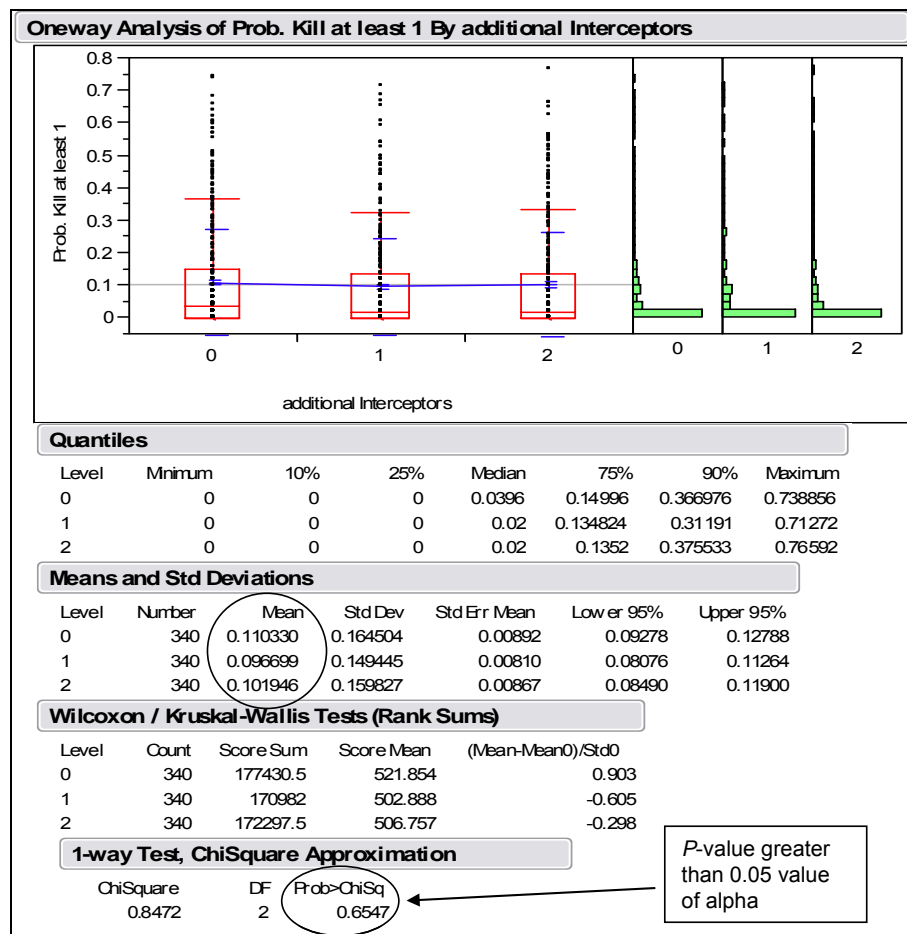 Oneway Analysis of Prob. Kill at least 1 By additional Interceptors
0.8
0.7
0.6
0.5
0.4
0.3
0.2
0.1
0
Prob. Kill at least 1
0 1 2 0 1 2
additional Interceptors
Quantiles
Level Minimum 10% 25% Median 75% 90% Maximum
0 0 0 0 0.0396 0.14996 0.366976 0.738856
1 0 0 0 0.02 0.134824 0.31191 0.71272
2 0 0 0 0.02 0.1352 0.375533 0.76592
Means and Std Deviations
Level Number Mean Std Dev Std Err Mean Lower 95% Upper 95%
0 340 0.110330 0.164504 0.00892 0.09278 0.12788
1 340 0.096699 0.149445 0.00810 0.08076 0.11264
2 340 0.101946 0.159827 0.00867 0.08490 0.11900
Wilcoxon / Kruskal-Wallis Tests (Rank Sums)
Level Count Score Sum Score Mean (Mean-Mean0)/Std0
0 340 177430.5 521.854 0.903
1 340 170982 502.888 -0.605
2 340 172297.5 506.757 -0.298
1-way Test, ChiSquare Approximation
ChiSquare DF Prob>ChiSq
0.8472 2 0.6547
P-value greater
than 0.05 value
of alpha